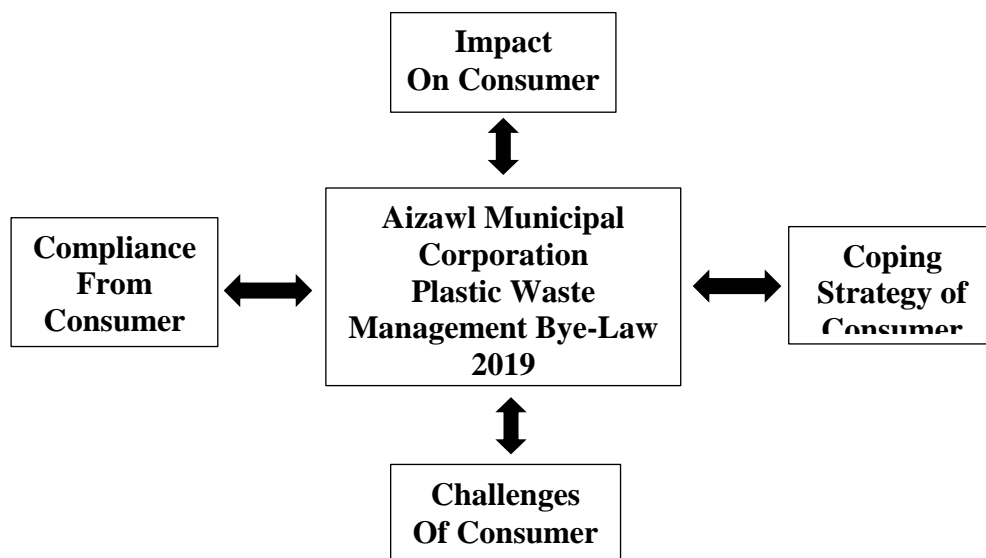 Impact
On Consumer
Aizawl Municipal
Corporation
Plastic Waste
Management Bye-Law
2019
Compliance
From
Consumer
Coping
Strategy of
Consumer
Challenges
Of Consumer